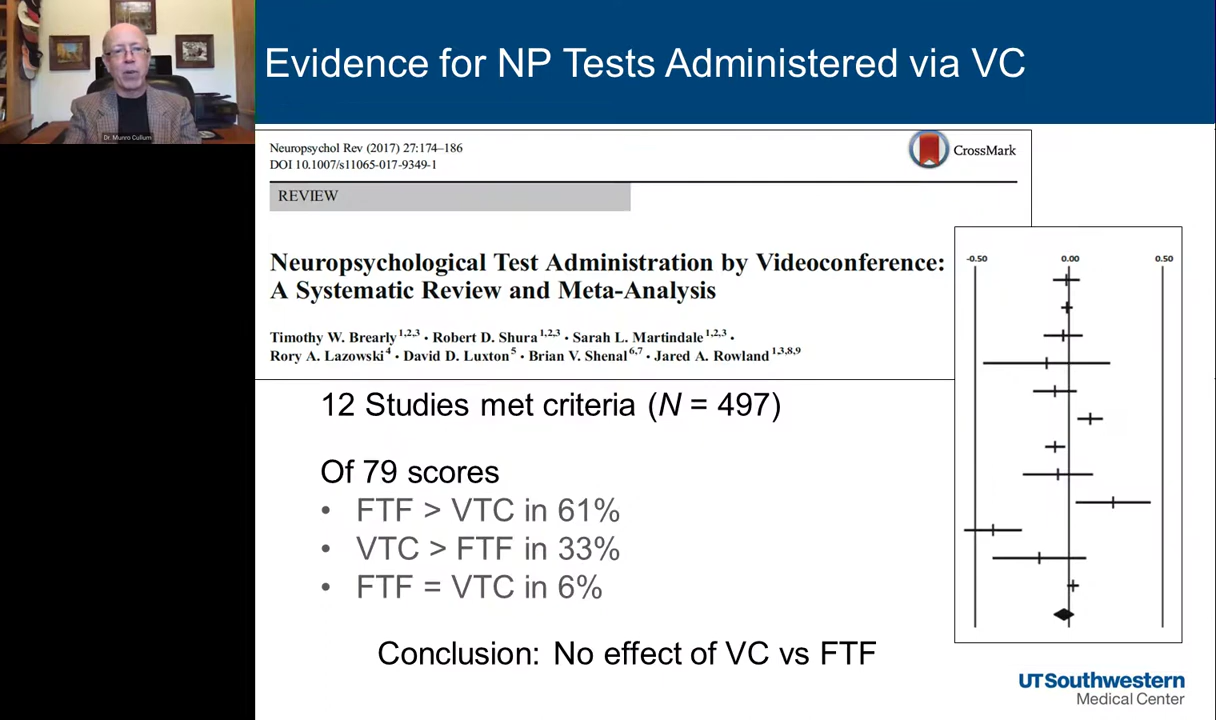 Dr. Munro Cullum
Evidence for NP Tests Administered via VC
Neuropsychol Rev (2017) 27:174–186
DOI 10.1007/s11065-017-9349-1
CrossMark
REVIEW
Neuropsychological Test Administration by Videoconference:
A Systematic Review and Meta-Analysis
Timothy W. Brearly1,2,3 · Robert D. Shura1,2,3 · Sarah L. Martindale1,2,3 ·
Rory A. Lazowski4 · David D. Luxton5 · Brian V. Shenal6,7 · Jared A. Rowland1,3,8,9
-0.50 0.00 0.50
12 Studies met criteria (N = 497)
Of 79 scores
• FTF > VTC in 61%
• VTC > FTF in 33%
• FTF = VTC in 6%
Conclusion: No effect of VC vs FTF
UTSouthwestern
Medical Center